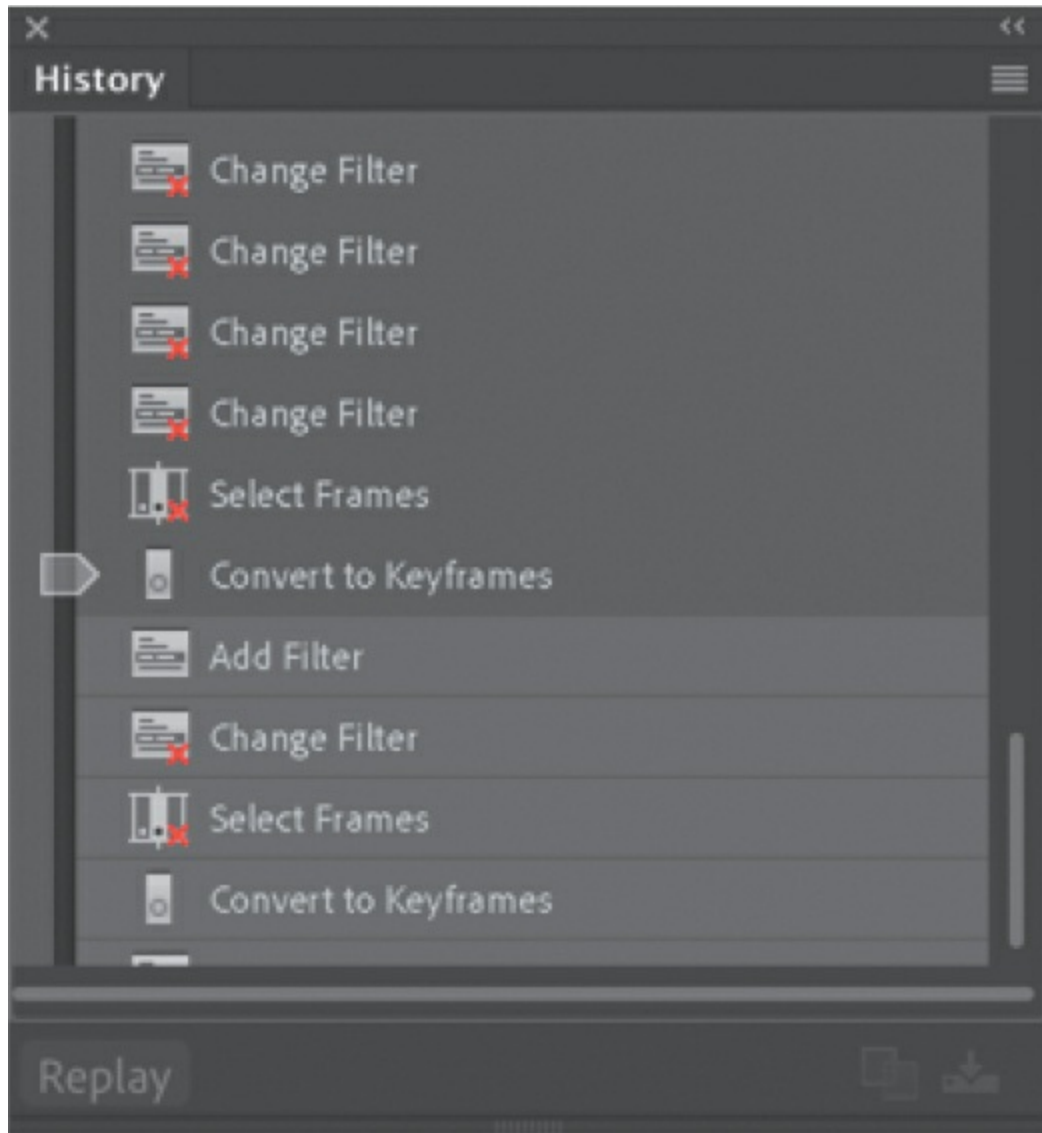 History
Change Filter
Change Filter
Change Filter
Change Filter
Select Frames
Convert to Keyframes
Add Filter
Change Filter
Select Frames
Convert to Keyframes
Replay